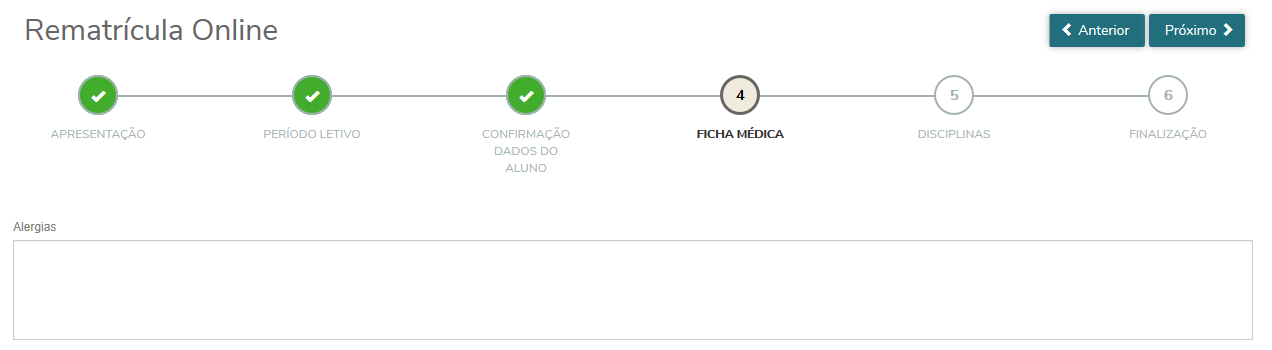 Rematrícula Online
Anterior
Próximo
4
5
6
APRESENTAÇÃO
PERÍODO LETIVO
CONFIRMAÇÃO
DADOS DO
ALUNO
FICHA MÉDICA
DISCIPLINAS
FINALIZAÇÃO
Alergias